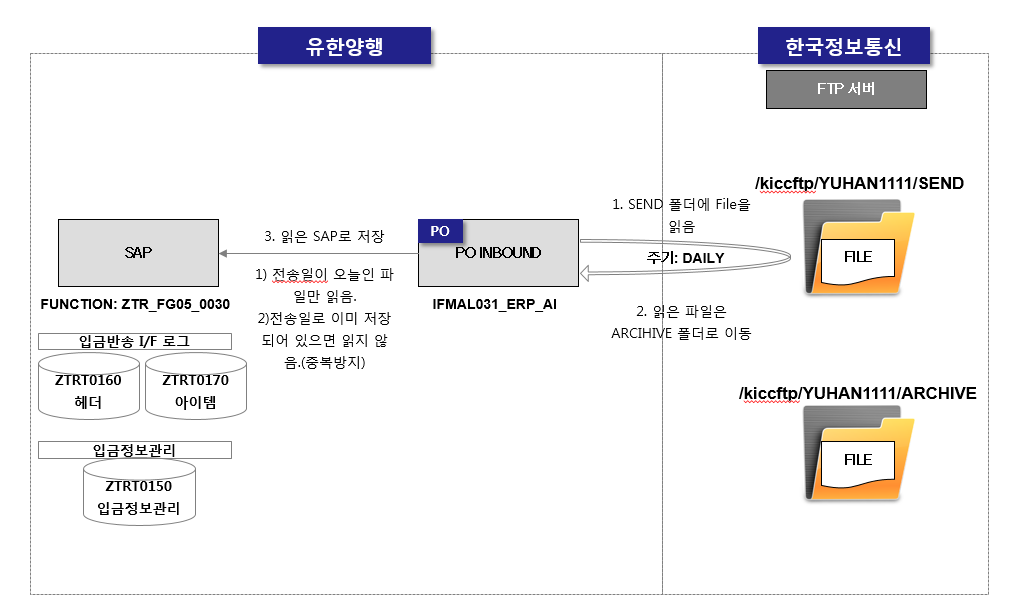 유한양행
한국정보통신
FTP 서버
/kiccftp/YUHAN1111/SEND
1. SEND 폴더에 File을
읽음
주기: DAILY
FILE
PO
PO INBOUND
IFMAL031_ERP_AI
3. 읽은 SAP로 저장
1) 전송일이 오늘인 파
일만 읽음.
2)전송일로 이미 저장
되어 있으면 읽지 않
음.(중복방지)
SAP
FUNCTION: ZTR_FG05_0030
2. 읽은 파일은
ARCIHIVE 폴더로 이동
입금반송 I/F 로그
ZTRT0160
헤더
ZTRT0170
아이템
/kiccftp/YUHAN1111/ARCHIVE
FILE
입금정보관리
ZTRT0150
입금정보관리